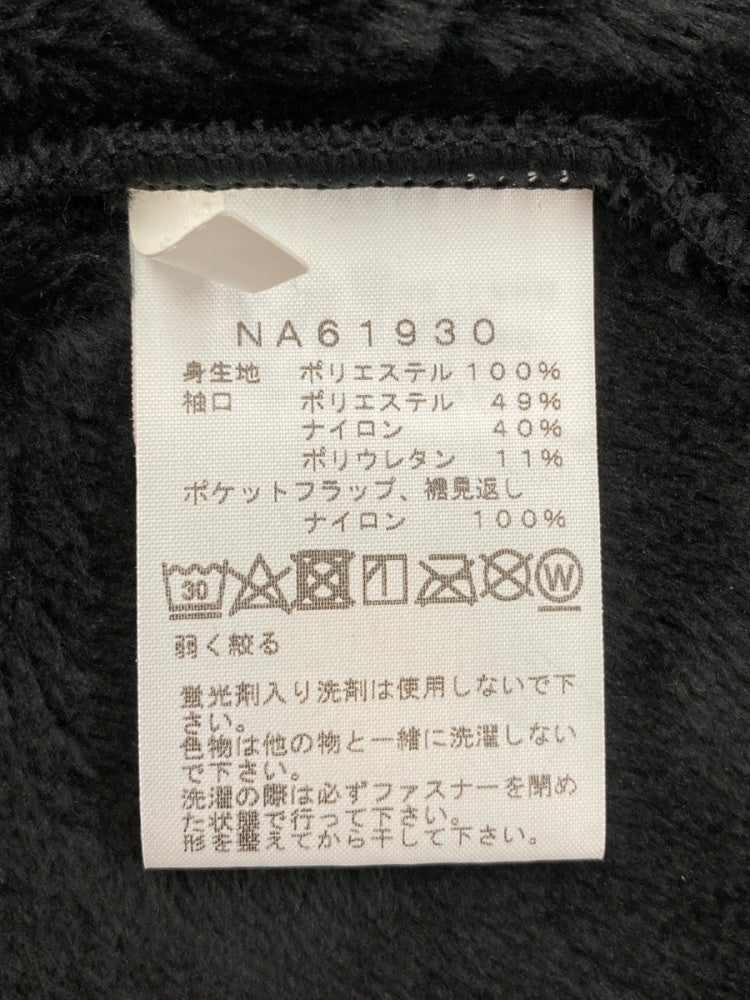 NA61930
身生地 ポリエステル 100%
袖口 ポリエステル 49%
ナイロン 40%
ポリウレタン 11%
ポケットフラップ、裾見返し
ナイロン 100%
30
W
弱く絞る
蛍光剤入り洗剤は使用しないで下
さい。
色物は他の物と一緒に洗濯しない
で下さい。
洗濯の際は必ずファスナーを閉め
た状態で行って下さい。
形を整えてから干して下さい。